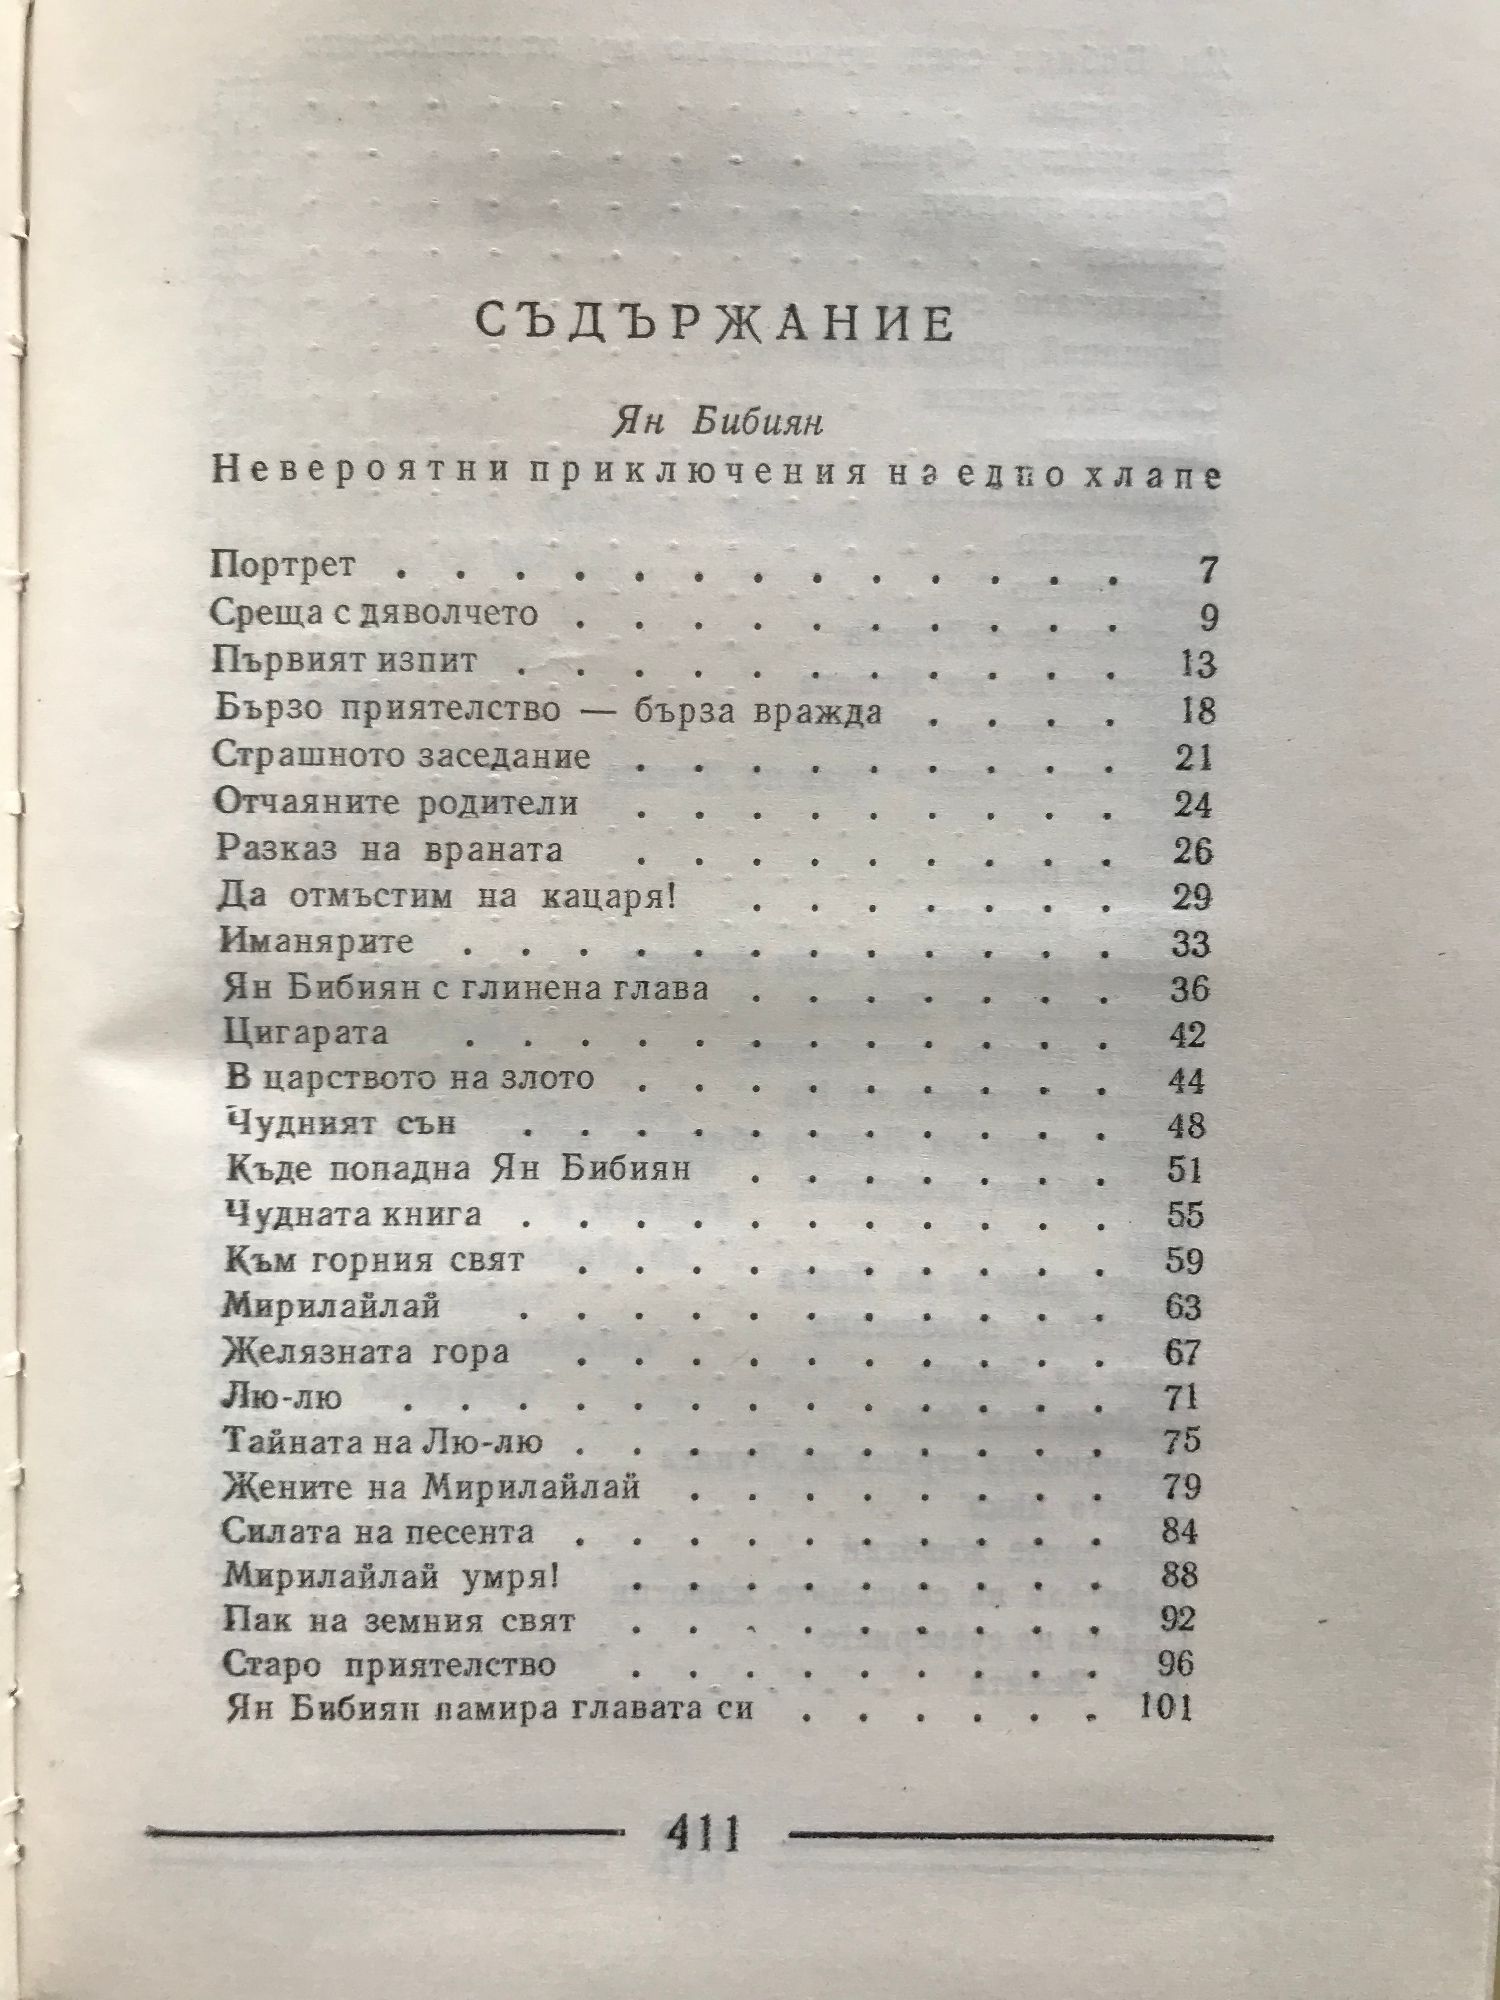 СЪДЪРЖАНИЕ
Ян Бибиян
Невероятни приключения на едно хлапе
Портрет . . . . . . . . . . . . . 7
Среща с дяволчето . . . . . . . . . . 9
Първият изпит . . . . . . . . . . . 13
Бързо приятелство — бърза вражда . . . . 18
Страшното заседание . . . . . . . . . 21
Отчаяните родители . . . . . . . . . 24
Разказ на враната . . . . . . . . . 26
Да отмъстим на кацаря! . . . . . . . 29
Иманярите . . . . . . . . . . . . 33
Ян Бибиян с глинена глава . . . . . . . 36
Цигарата . . . . . . . . . . . . 42
В царството на злото . . . . . . . . . 44
Чудният сън . . . . . . . . . . . 48
Къде попадна Ян Бибиян . . . . . . . 51
Чудната книга . . . . . . . . . . . 55
Към горния свят . . . . . . . . . . 59
Мирилайлай . . . . . . . . . . . 63
Желязната гора . . . . . . . . . . 67
Лю-лю . . . . . . . . . . . . . 71
Тайната на Лю-лю . . . . . . . . . . 75
Жените на Мирилайлай . . . . . . . . 79
Силата на песента . . . . . . . . . . 84
Мирилайлай умря! . . . . . . . . . 88
Пак на земния свят . . . . . . . . . 92
Старо приятелство . . . . . . . . . 96
Ян Бибиян намира главата си . . . . . . 101
411